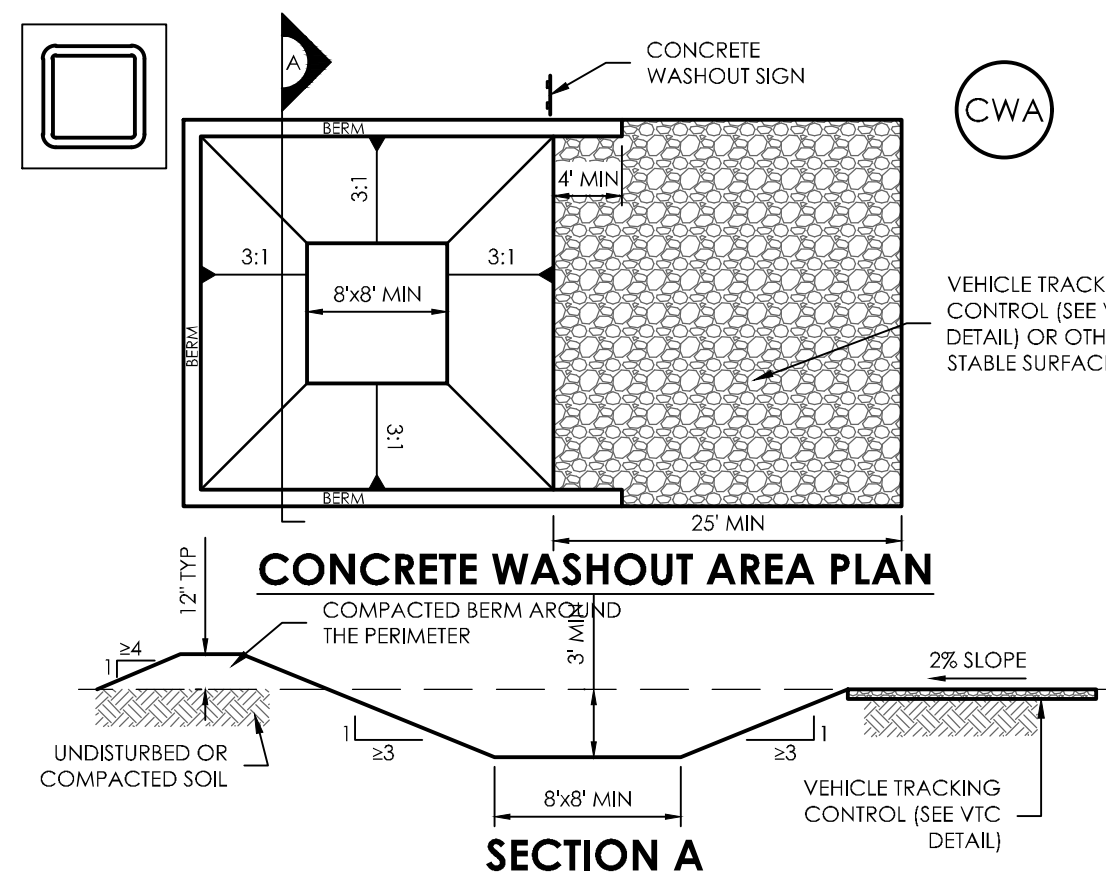 A
CONCRETE
WASHOUT SIGN
CWA
BERM
4' MIN
3:1
3:1
3:1
8'x8' MIN
BERM
3:1
BERM
VEHICLE TRACK
CONTROL (SEE
DETAIL) OR OTH
STABLE SURFAC
25' MIN
CONCRETE WASHOUT AREA PLAN
12" TYP
COMPACTED BERM AROUND
THE PERIMETER
3' MIN
1
≥4
2% SLOPE
1
≥3
≥3
1
UNDISTURBED OR
COMPACTED SOIL
8'x8' MIN
VEHICLE TRACKING
CONTROL (SEE VTC
DETAIL)
SECTION A